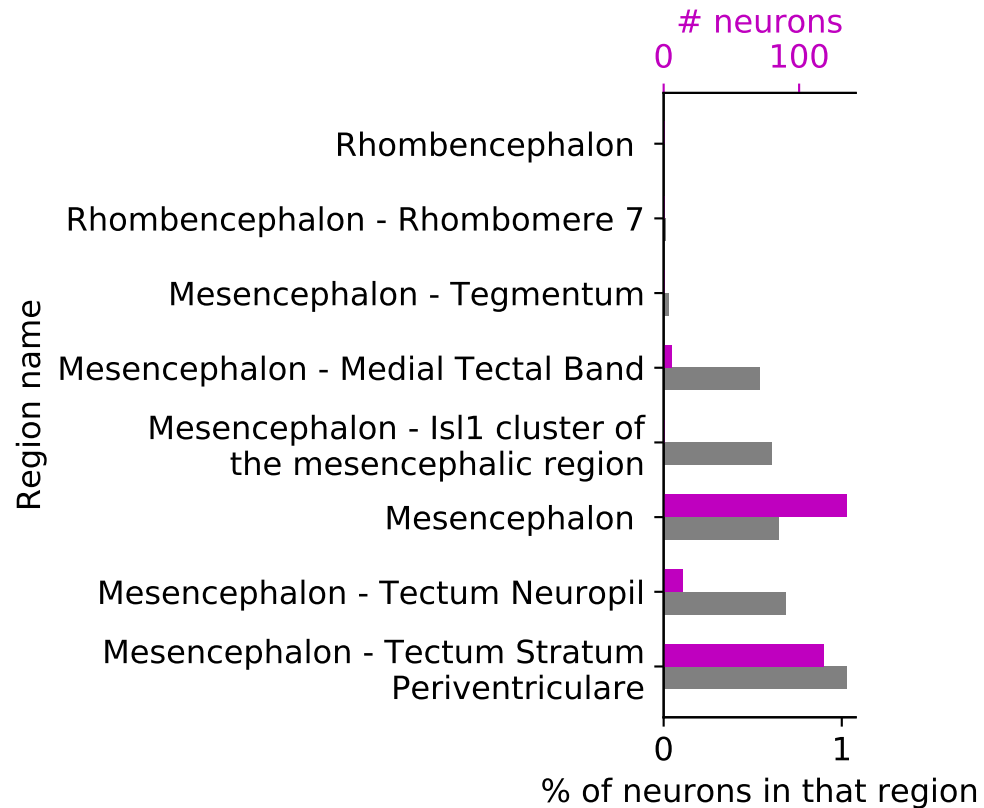 # neurons
0 100
Rhombencephalon
Rhombencephalon - Rhombomere 7
Mesencephalon - Tegmentum
Mesencephalon - Medial Tectal Band
Mesencephalon - Isl1 cluster of
the mesencephalic region
Mesencephalon
Mesencephalon - Tectum Neuropil
Mesencephalon - Tectum Stratum
Periventriculare
Region name
0 1
% of neurons in that region